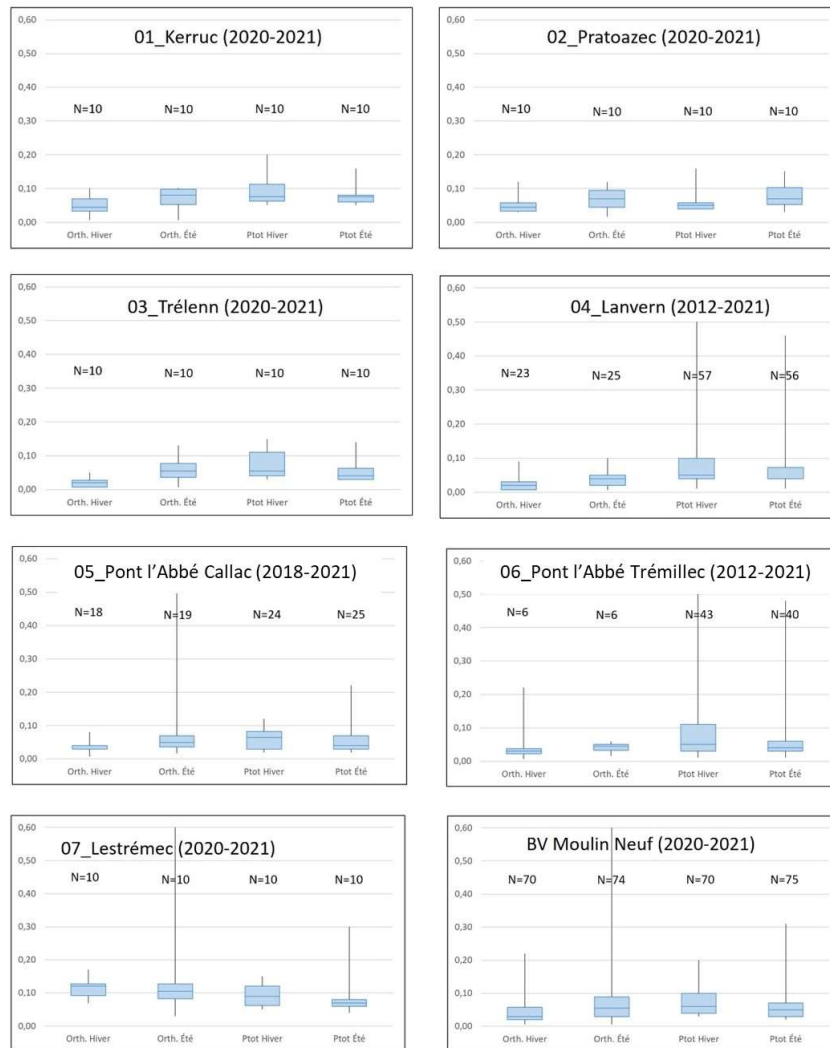 01_Kerruc (2020-2021)
0,60
0,50
0,40
0,30
0,20
0,10
0,00
N=10 N=10 N=10 N=10
Orth. Hiver Orth. Été Ptot Hiver Ptot Été
02_Pratoazec (2020-2021)
0,60
0,50
0,40
0,30
0,20
0,10
0,00
N=10 N=10 N=10 N=10
Orth. Hiver Orth. Été Ptot Hiver Ptot Été
03_Trélenn (2020-2021)
0,60
0,50
0,40
0,30
0,20
0,10
0,00
N=10 N=10 N=10 N=10
Orth. Hiver Orth. Été Ptot Hiver Ptot Été
04_Lanvern (2012-2021)
0,60
0,50
0,40
0,30
0,20
0,10
0,00
N=23 N=25 N=57 N=56
Orth. Hiver Orth. Été Ptot Hiver Ptot Été
05_Pont l’Abbé Callac (2018-2021)
0,60
0,50
0,40
0,30
0,20
0,10
0,00
N=18 N=19 N=24 N=25
Orth. Hiver Orth. Été Ptot Hiver Ptot Été
06_Pont l’Abbé Trémillec (2012-2021)
0,60
0,50
0,40
0,30
0,20
0,10
0,00
N=6 N=6 N=43 N=40
Orth. Hiver Orth. Été Ptot Hiver Ptot Été
07_Lestrémec (2020-2021)
0,60
0,50
0,40
0,30
0,20
0,10
0,00
N=10 N=10 N=10 N=10
Orth. Hiver Orth. Été Ptot Hiver Ptot Été
BV Moulin Neuf (2020-2021)
0,60
0,50
0,40
0,30
0,20
0,10
0,00
N=70 N=74 N=70 N=75
Orth. Hiver Orth. Été Ptot Hiver Ptot Été